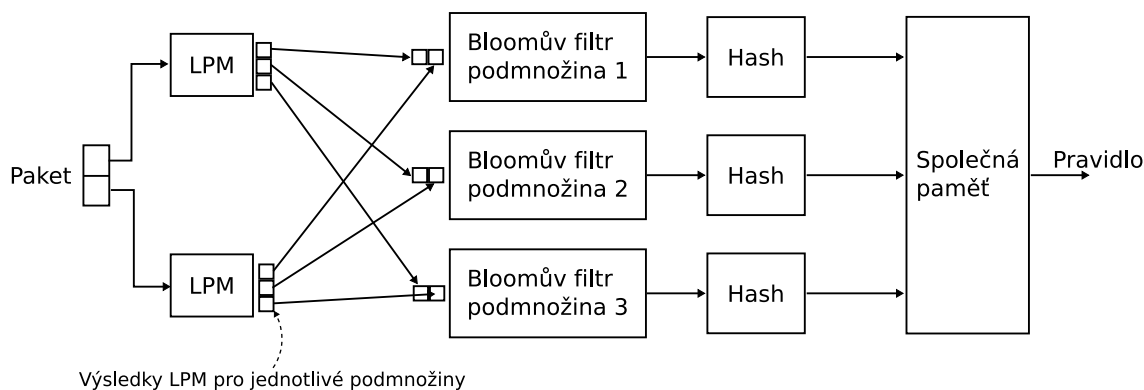 LPM
Bloomův filtr
podmnožina 1
Hash
Paket
Bloomův filtr
podmnožina 2
Hash
Společná
paměť
Pravidlo
LPM
Bloomův filtr
podmnožina 3
Hash
Výsledky LPM pro jednotlivé podmnožiny